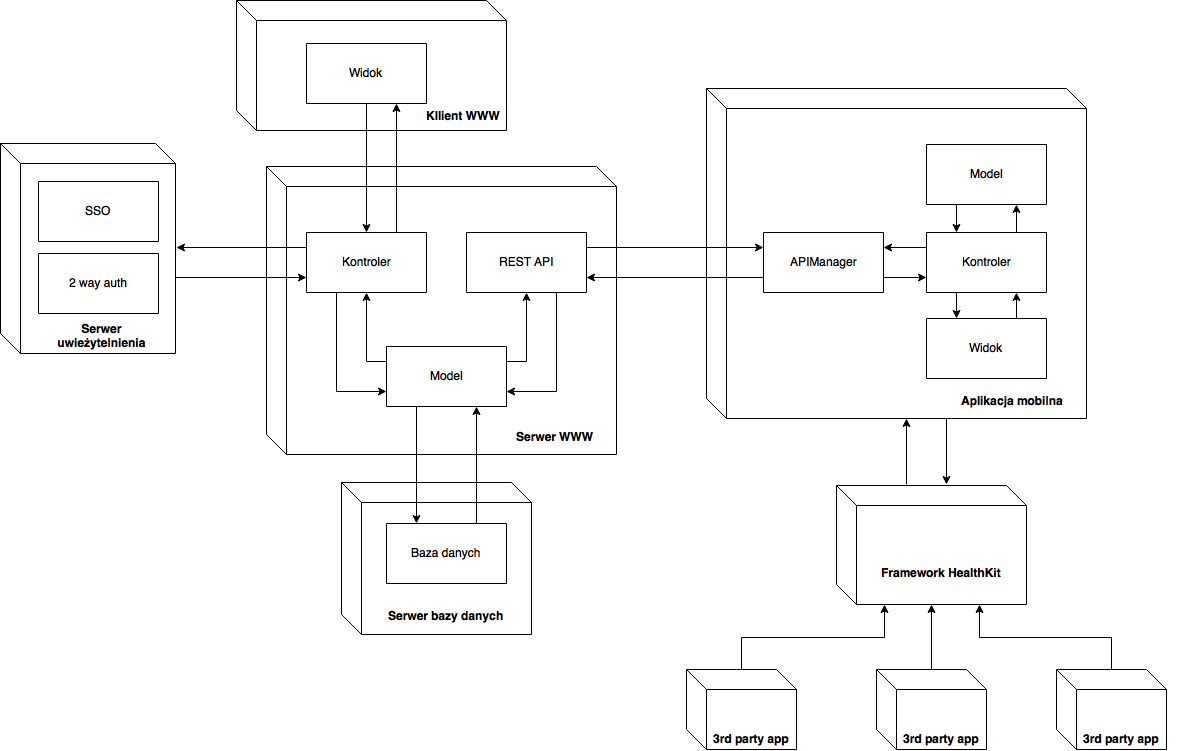 Widok
Kllient WWW
SSO
2 way auth
Serwer
uwieżytelnienia
Kontroler
REST API
Model
Serwer WWW
Baza danych
Serwer bazy danych
Model
APIManager
Kontroler
Widok
Aplikacja mobilna
Framework HealthKit
3rd party app
3rd party app
3rd party app